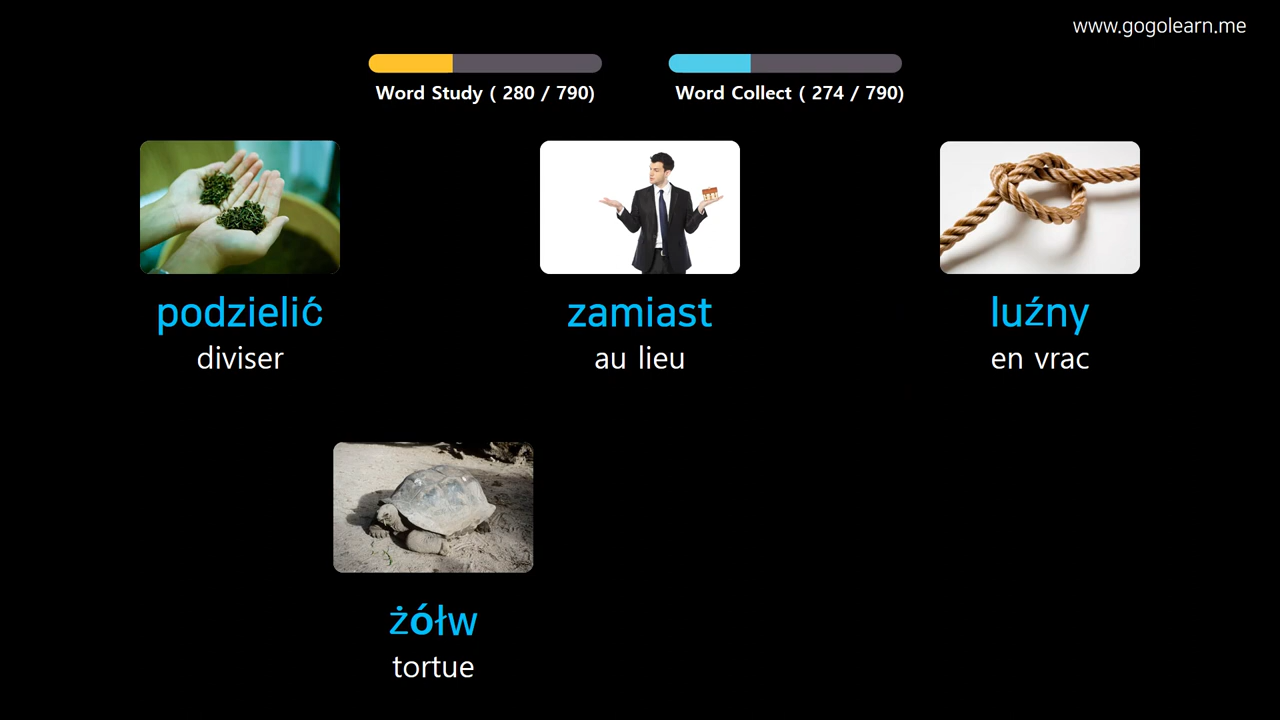 www.gogolearn.me
Word Study ( 280 / 790)
Word Collect ( 274 / 790)
podzielić
diviser
zamiast
au lieu
luźny
en vrac
żółw
tortue